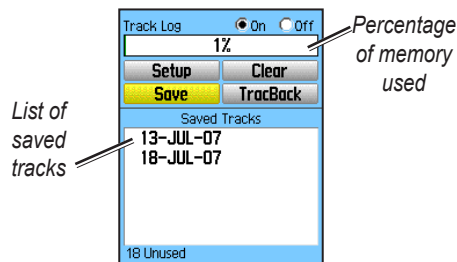 Track Log On Off
1%
Setup Clear
Save TracBack
Saved Tracks
13-JUL-07
18-JUL-07
18 Unused
Percentage
of memory
used
List of
saved
tracks